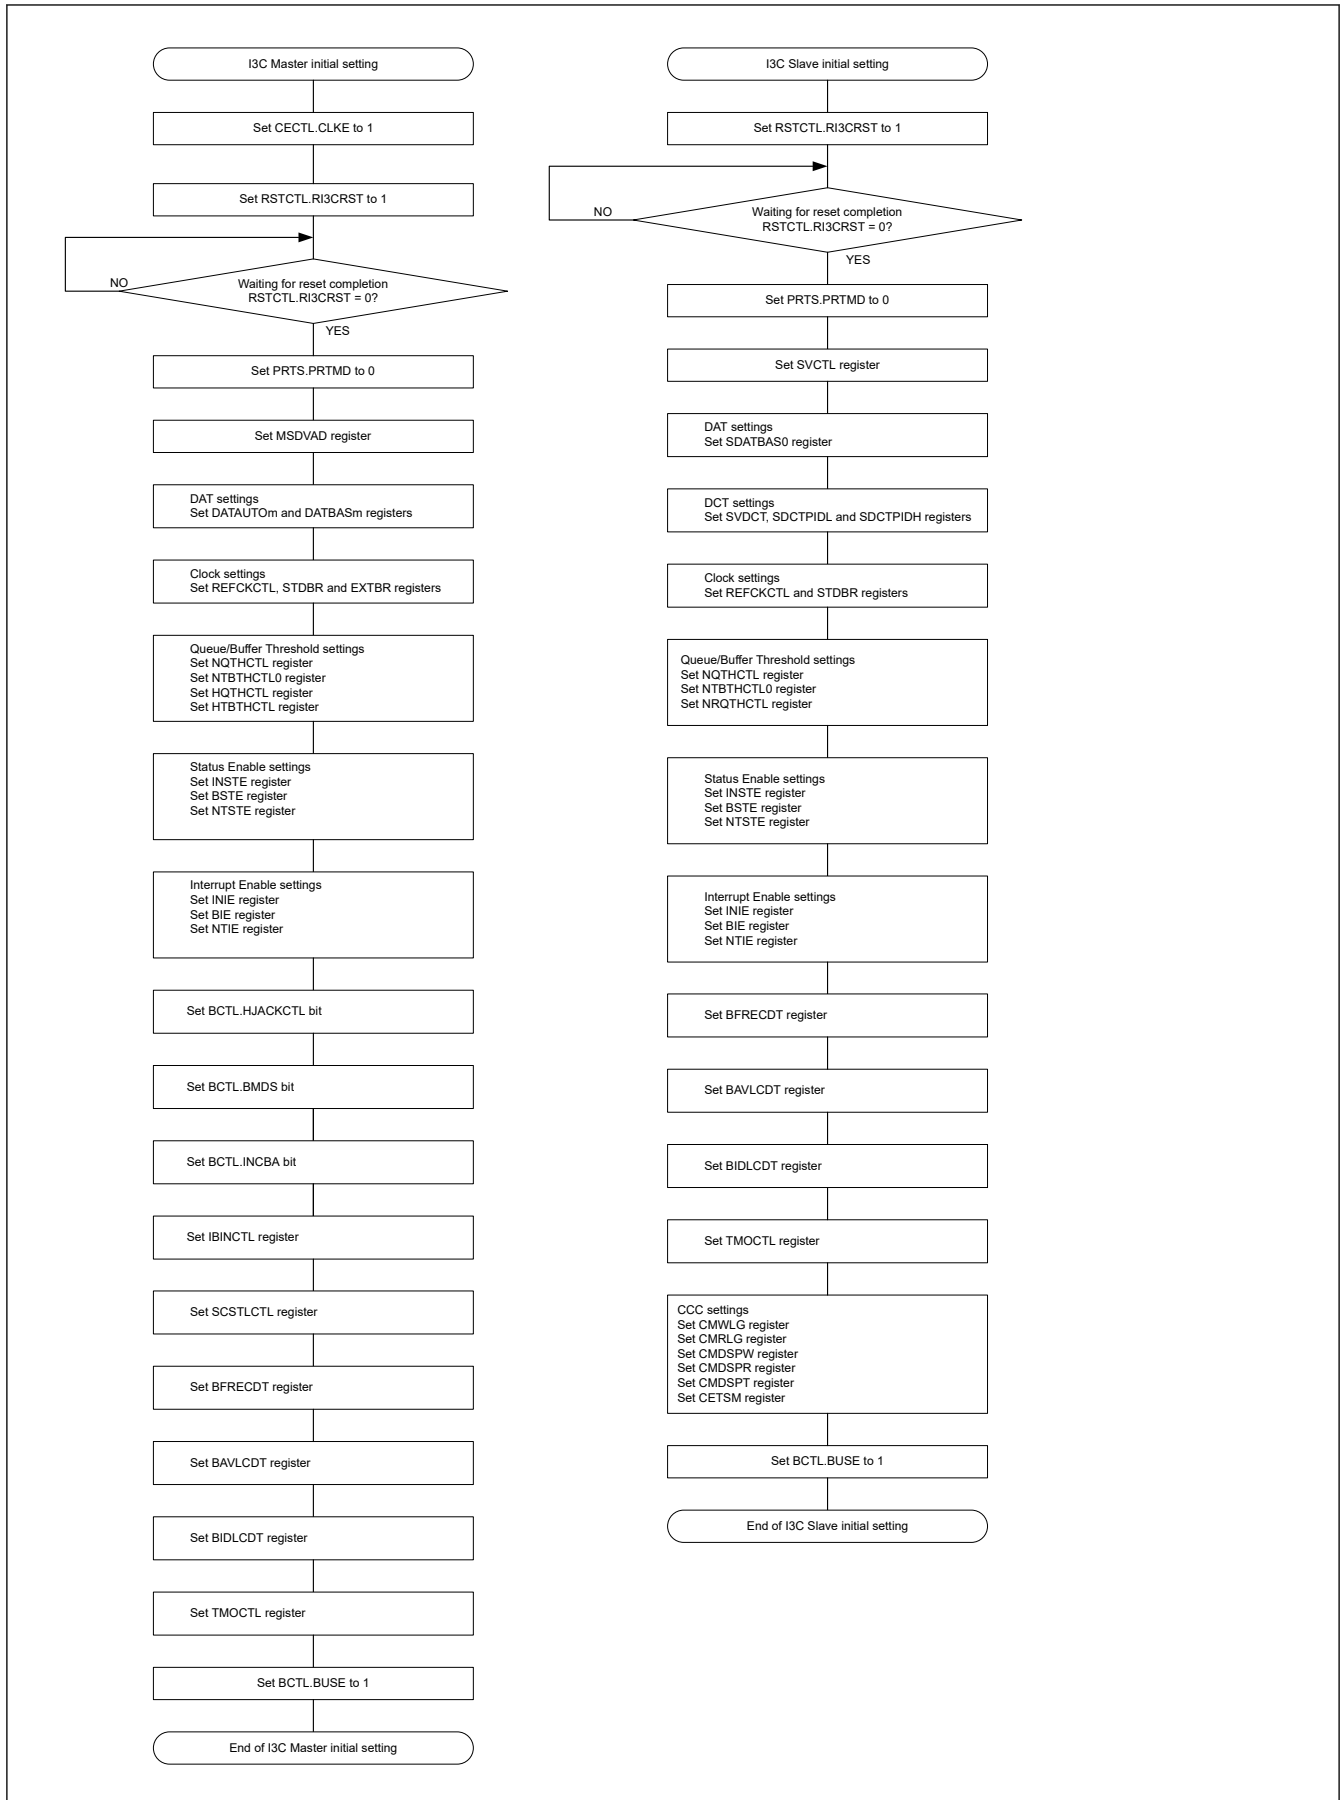 I3C Master initial setting
Set CECTL.CLKE to 1
Set RSTCTL.RI3CRST to 1
NO
Waiting for reset completion
RSTCTL.RI3CRST = 0?
YES
Set PRTS.PRTMD to 0
Set MSDVAD register
DAT settings
Set DATAUTOm and DATBASm registers
Clock settings
Set REFCKCTL, STDBR and EXTBR registers
Queue/Buffer Threshold settings
Set NQTHCTL register
Set NTBTHCTL0 register
Set HQTHCTL register
Set HTBTHCTL register
Status Enable settings
Set INSTE register
Set BSTE register
Set NTSTE register
Interrupt Enable settings
Set INIE register
Set BIE register
Set NTIE register
Set BCTL.HJACKCTL bit
Set BCTL.BMDS bit
Set BCTL.INCBA bit
Set IBINCTL register
Set SCSTLCTL register
Set BFRECDT register
Set BAVLCDT register
Set BIDLCDT register
Set TMOCTL register
Set BCTL.BUSE to 1
End of I3C Master initial setting
I3C Slave initial setting
Set RSTCTL.RI3CRST to 1
NO
Waiting for reset completion
RSTCTL.RI3CRST = 0?
YES
Set PRTS.PRTMD to 0
Set SVCTL register
DAT settings
Set SDATBAS0 register
DCT settings
Set SVDCT, SDCTPIDL and SDCTPIDH registers
Clock settings
Set REFCKCTL and STDBR registers
Queue/Buffer Threshold settings
Set NQTHCTL register
Set NTBTHCTL0 register
Set NRQTHCTL register
Status Enable settings
Set INSTE register
Set BSTE register
Set NTSTE register
Interrupt Enable settings
Set INIE register
Set BIE register
Set NTIE register
Set BFRECDT register
Set BAVLCDT register
Set BIDLCDT register
Set TMOCTL register
CCC settings
Set CMWLG register
Set CMRLG register
Set CMDSPW register
Set CMDSPR register
Set CMDSPT register
Set CETSM register
Set BCTL.BUSE to 1
End of I3C Slave initial setting